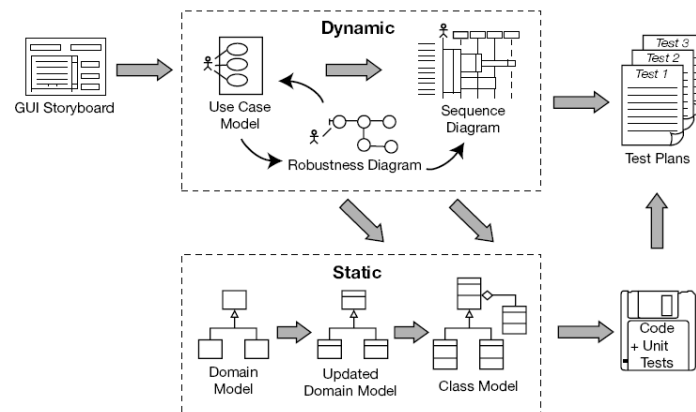 Dynamic
GUI Storyboard
Use Case
Model
Robustness Diagram
Sequence
Diagram
Test 3
Test 2
Test 1
Test Plans
Static
Domain
Model
Updated
Domain Model
Class Model
Code
+ Unit
Tests